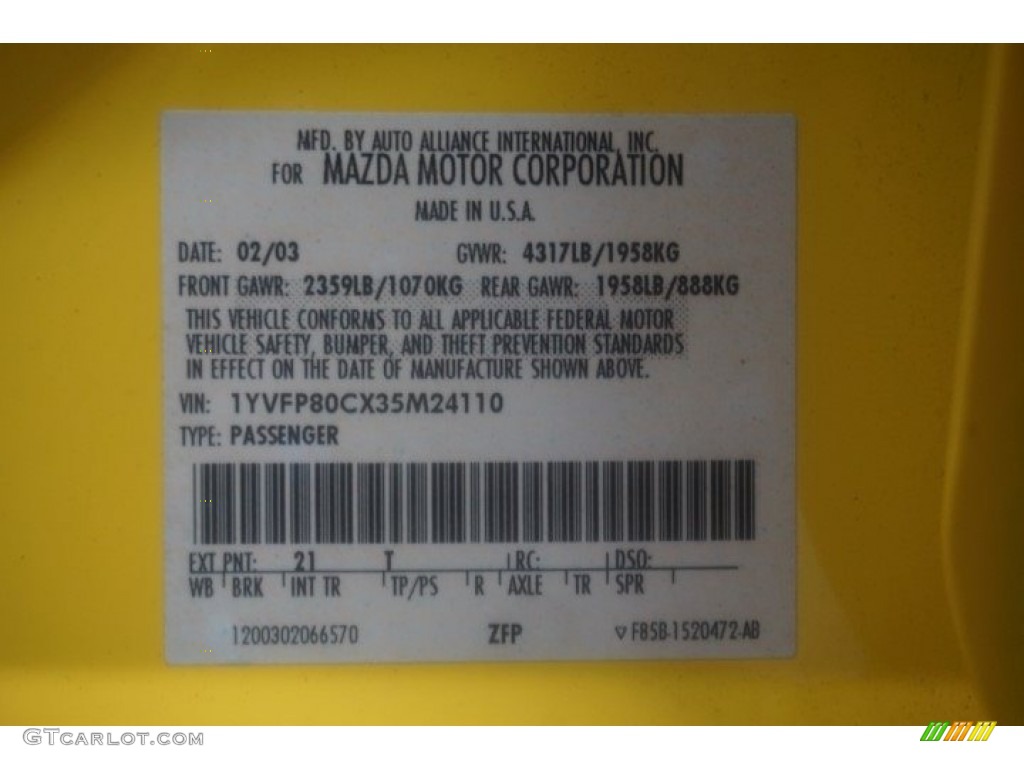 MFD. BY AUTO ALLIANCE INTERNATIONAL, INC.
FOR MAZDA MOTOR CORPORATION
MADE IN U.S.A.
DATE: 02/03 GVWR: 4317LB/1958KG
FRONT GAWR: 2359LB/1070KG REAR GAWR: 1958LB/888KG
THIS VEHICLE CONFORMS TO ALL APPLICABLE FEDERAL MOTOR
VEHICLE SAFETY, BUMPER, AND THEFT PREVENTION STANDARDS
IN EFFECT ON THE DATE OF MANUFACTURE SHOWN ABOVE.
VIN: 1YVFP80CX35M24110
TYPE: PASSENGER
EXT PNT: 21 T RC: DSO:
WB BRK INT TR TP/PS R AXLE TR SPR
1200302066570 ZFP F85B-1520472-AB
GTCARLOT.COM